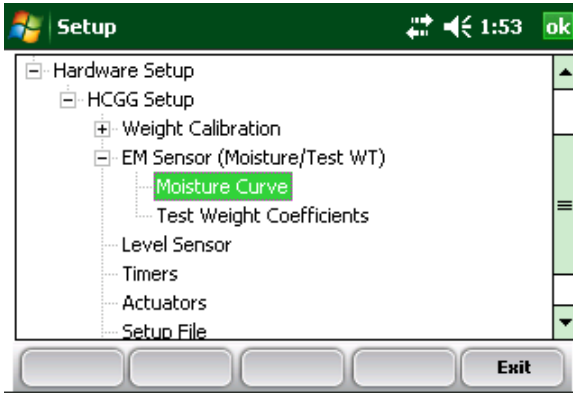 Setup 1:53 ok
Hardware Setup
HCGG Setup
Weight Calibration
EM Sensor (Moisture/Test WT)
Moisture Curve
Test Weight Coefficients
Level Sensor
Timers
Actuators
Setup File
Exit